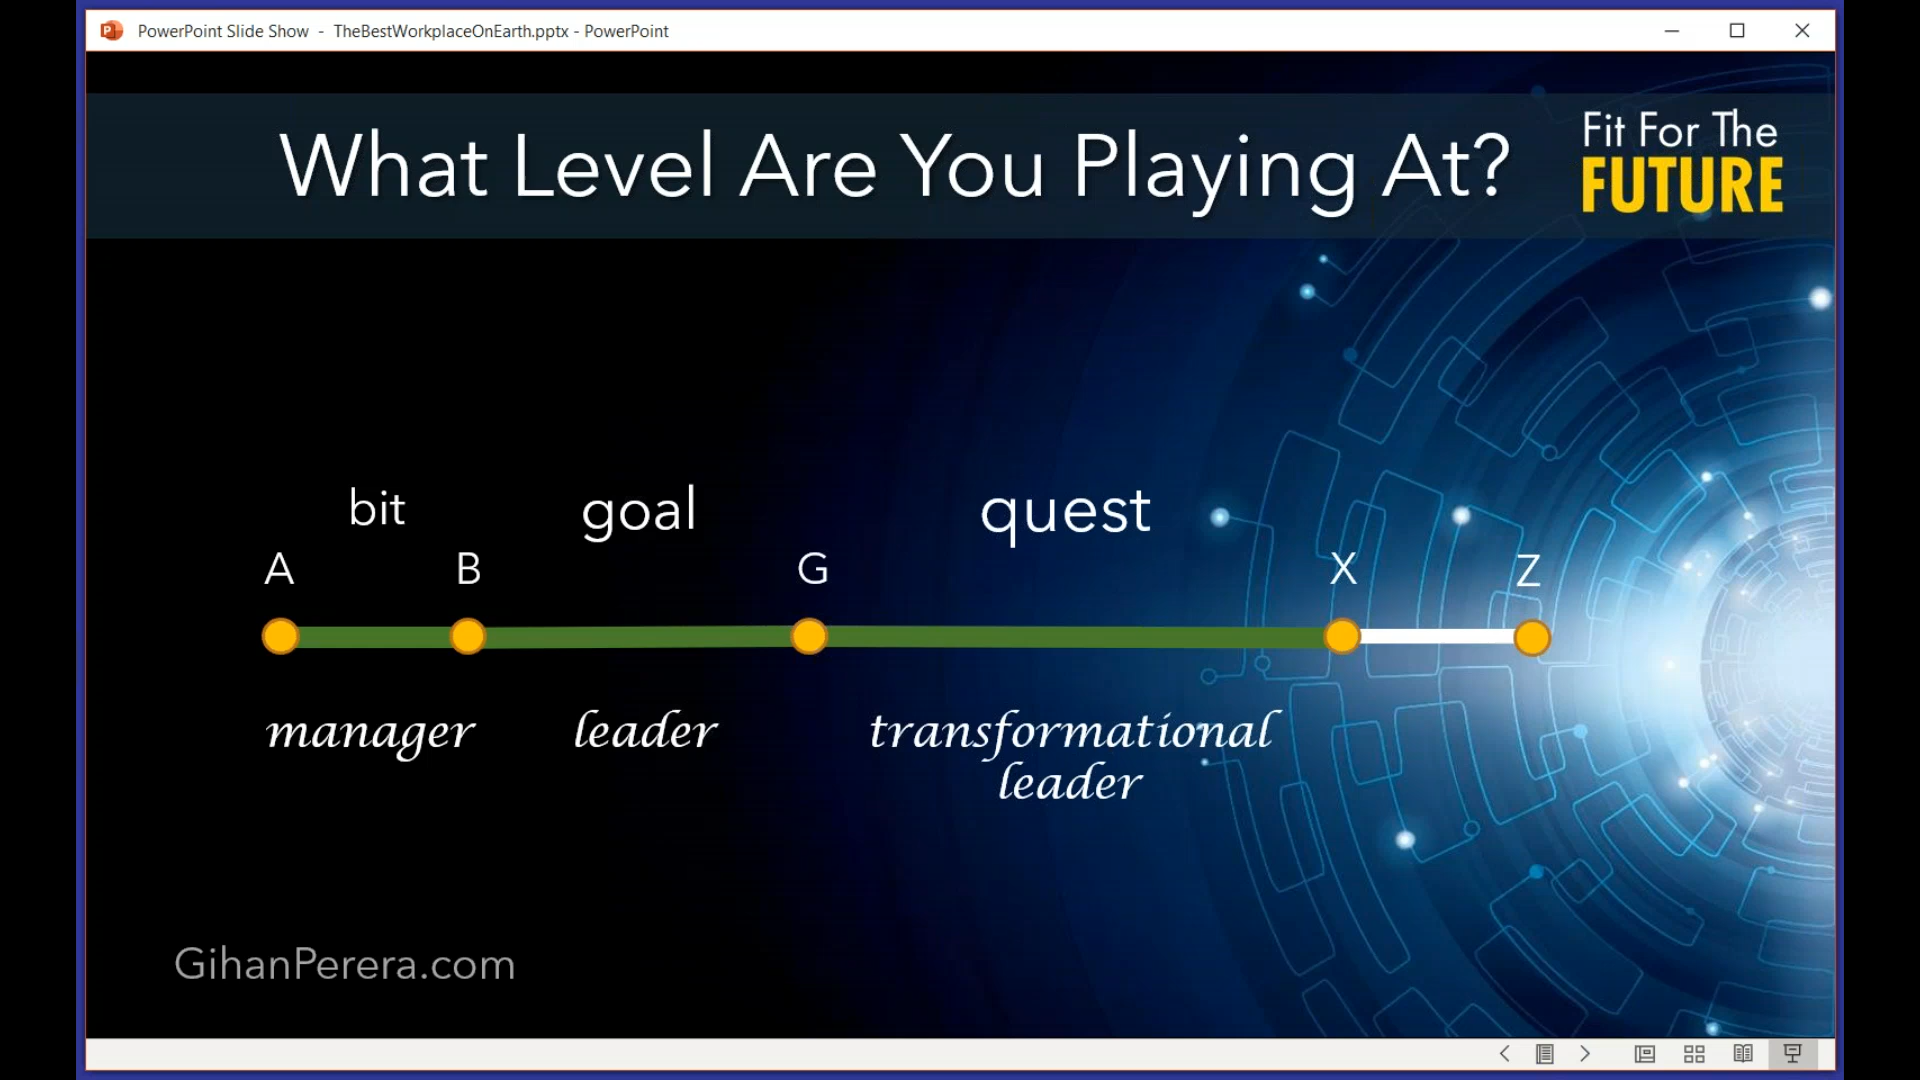 PowerPoint Slide Show - TheBestWorkplaceOnEarth.pptx - PowerPoint
What Level Are You Playing At?
Fit For The
FUTURE
bit goal quest
A B G X Z
manager leader transformational
leader
GihanPerera.com